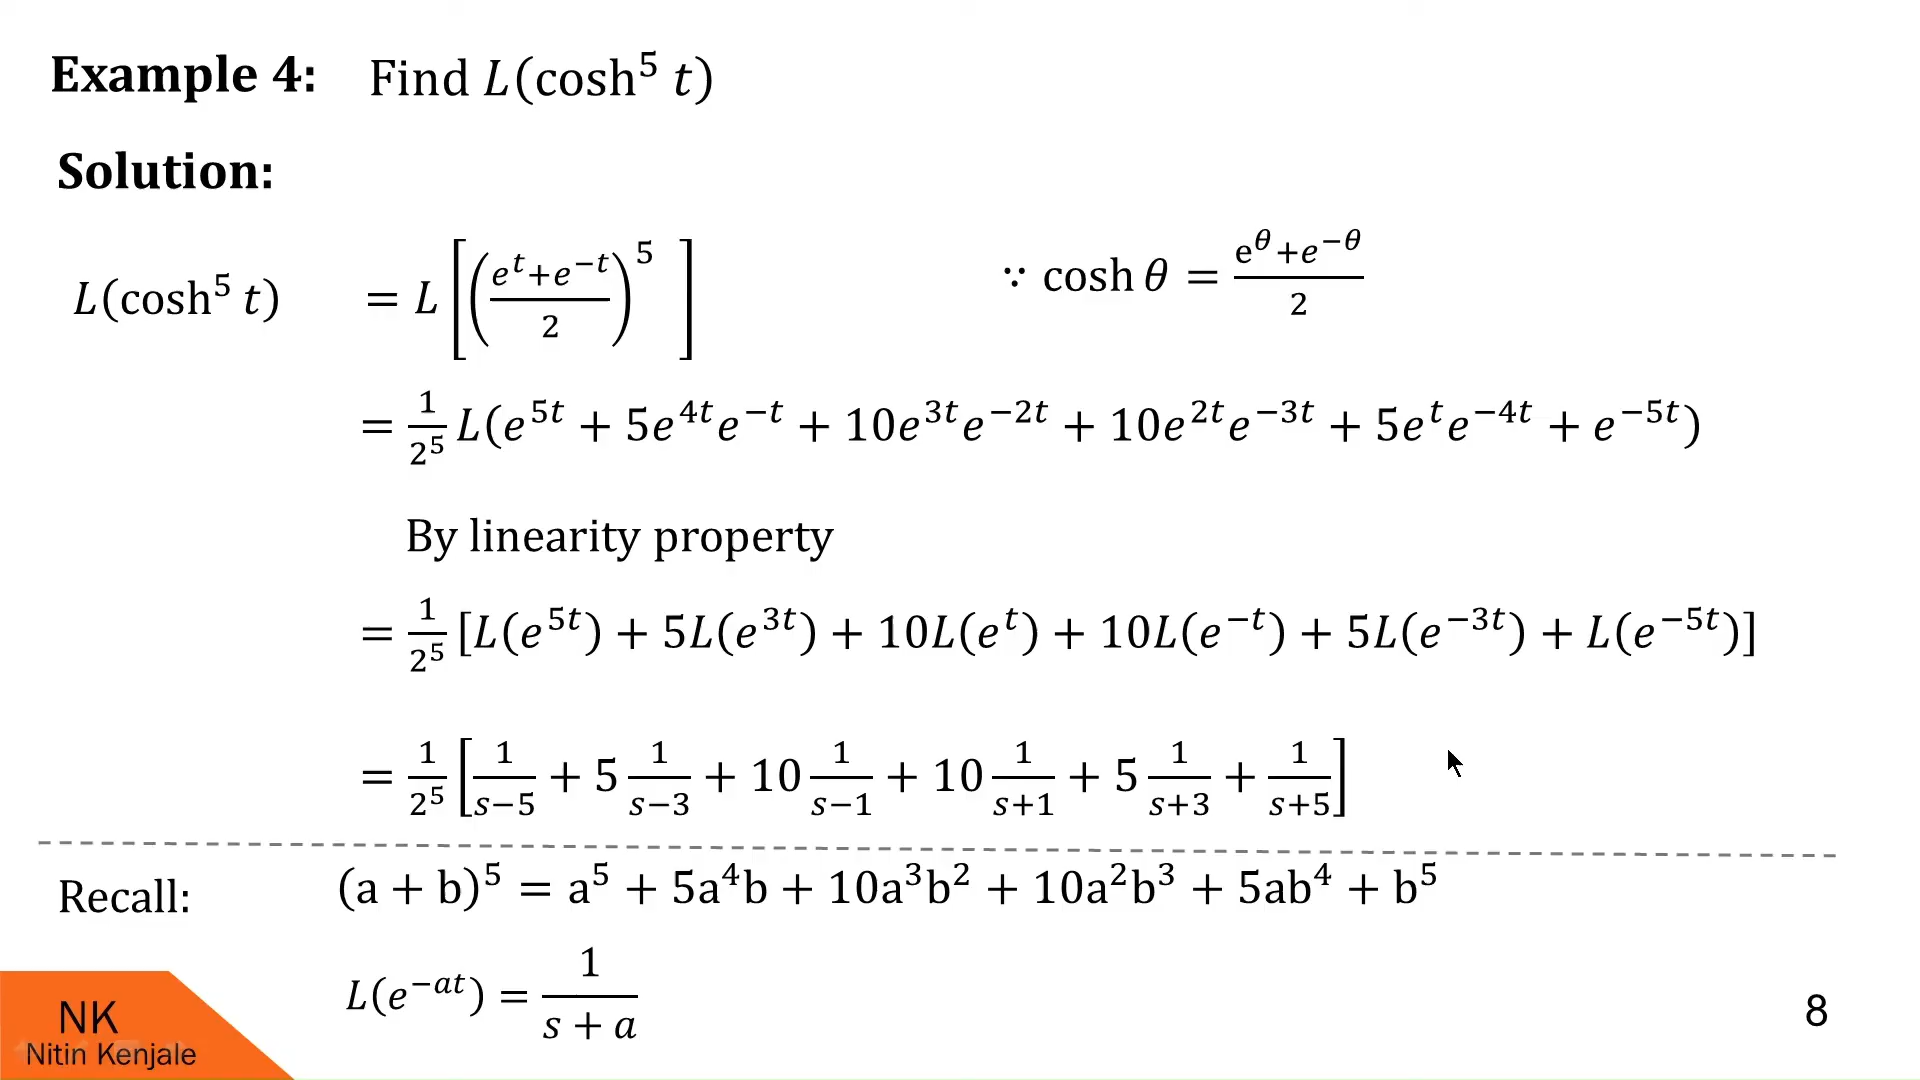 Example 4: Find L(cosh⁵ t)
Solution:
L(cosh⁵ t) = L[((e^t+e^−t)/2)⁵] ∵ cosh θ = (e^θ+e^−θ)/2
= 1/2⁵ L(e^5t + 5e^4t e^−t + 10e^3t e^−2t + 10e^2t e^−3t + 5e^t e^−4t + e^−5t)
By linearity property
= 1/2⁵ [L(e^5t) + 5L(e^3t) + 10L(e^t) + 10L(e^−t) + 5L(e^−3t) + L(e^−5t)]
= 1/2⁵ [1/(s−5) + 5 1/(s−3) + 10 1/(s−1) + 10 1/(s+1) + 5 1/(s+3) + 1/(s+5)]
Recall: (a + b)⁵ = a⁵ + 5a⁴b + 10a³b² + 10a²b³ + 5ab⁴ + b⁵
L(e^−at) = 1/(s + a)
NK
Nitin Kenjale
8